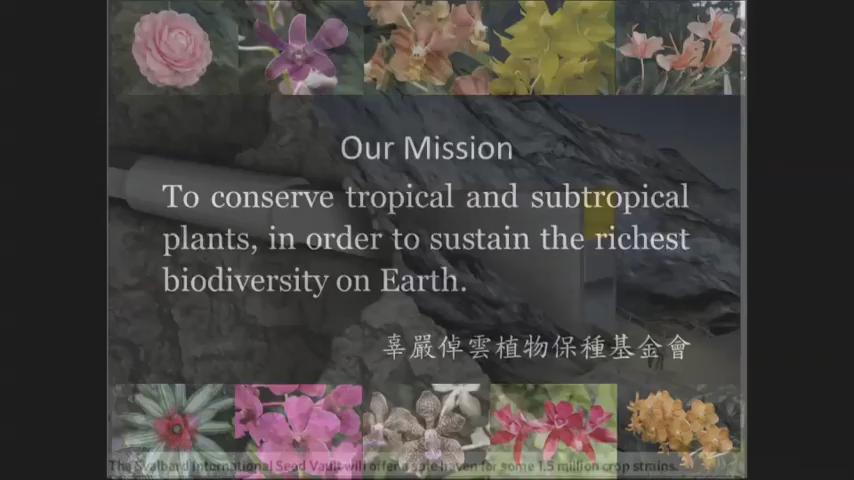 Our Mission
To conserve tropical and subtropical
plants, in order to sustain the richest
biodiversity on Earth.
辜嚴倬雲植物保種基金會
The Svalbard International Seed Vault will offer a safe haven for some 1.5 million crop strains.